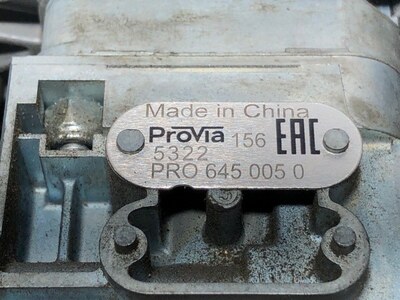 Made in China
ProVia 156 EAC
5322
PRO 645 005 0